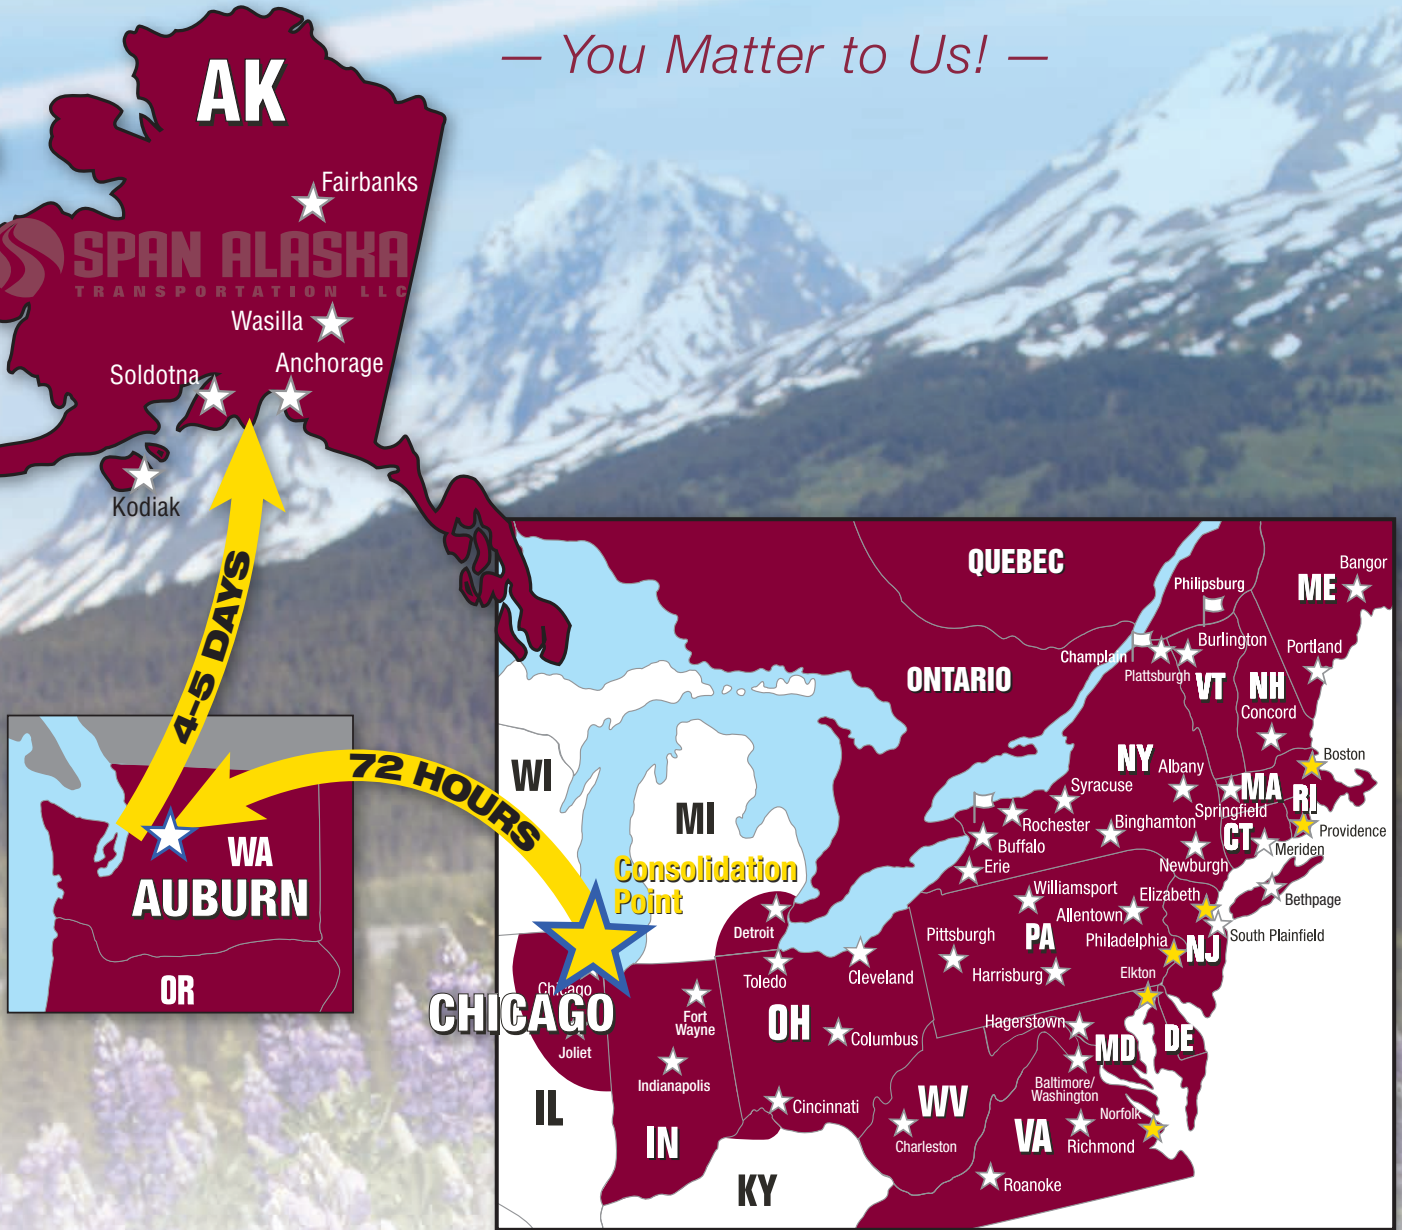 — You Matter to Us! —
AK
Fairbanks
SPAN ALASKA
TRANSPORTATION LLC
Wasilla
Anchorage
Soldotna
Kodiak
4-5 DAYS
72 HOURS
WA
AUBURN
OR
QUEBEC
ONTARIO
Philipsburg
Bangor
ME
Champlain
Burlington
Portland
Plattsburgh
VT
NH
Concord
WI
MI
NY
Albany
Boston
Syracuse
MA
RI
Springfield
Rochester
Binghamton
Providence
CT
Buffalo
Newburgh
Meriden
Erie
Consolidation
Point
Williamsport
Elizabeth
Bethpage
Allentown
Detroit
Pittsburgh
PA
Philadelphia
NJ
South Plainfield
Toledo
Cleveland
Harrisburg
Elkton
Chicago
CHICAGO
Fort
Wayne
OH
Columbus
Hagerstown
MD
DE
Joliet
Indianapolis
Baltimore/
Washington
IL
Cincinnati
WV
Norfolk
IN
Charleston
VA
Richmond
KY
Roanoke